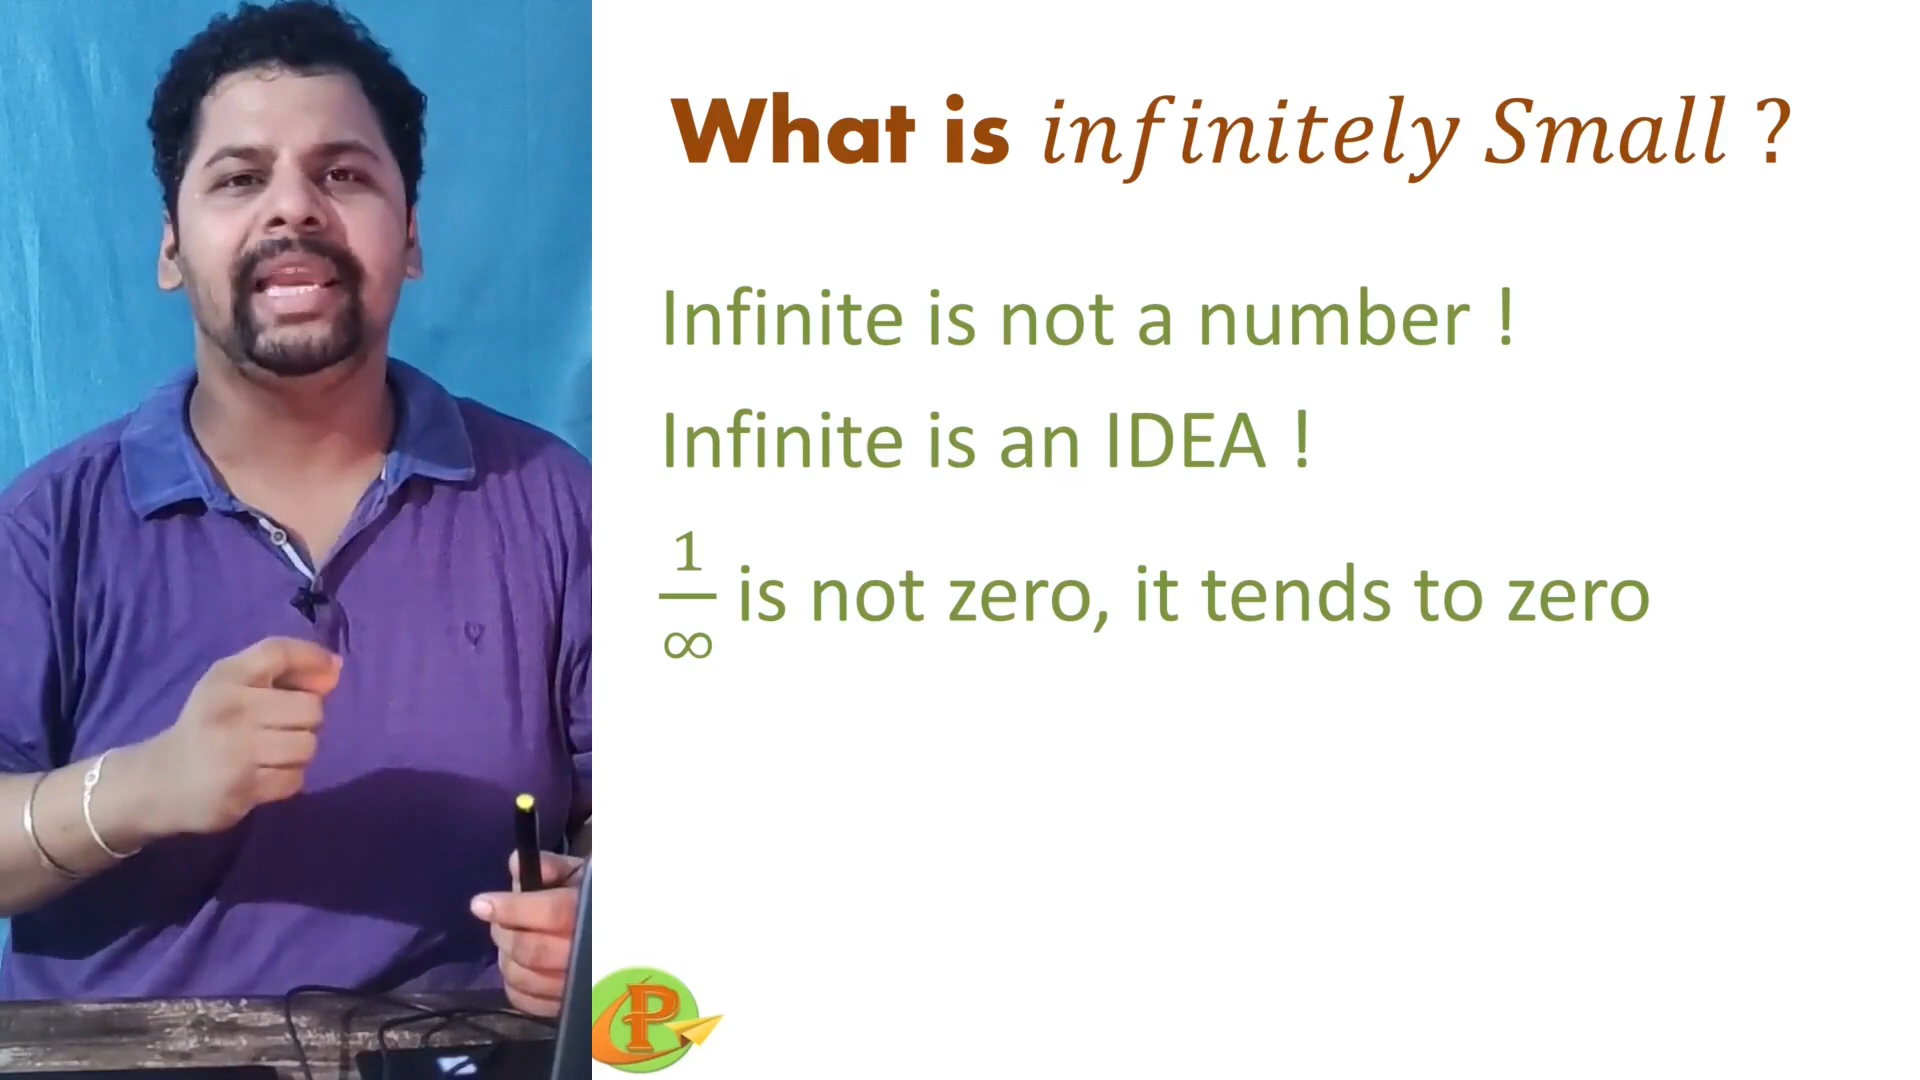 What is infinitely Small ?
Infinite is not a number !
Infinite is an IDEA !
1/∞ is not zero, it tends to zero
P